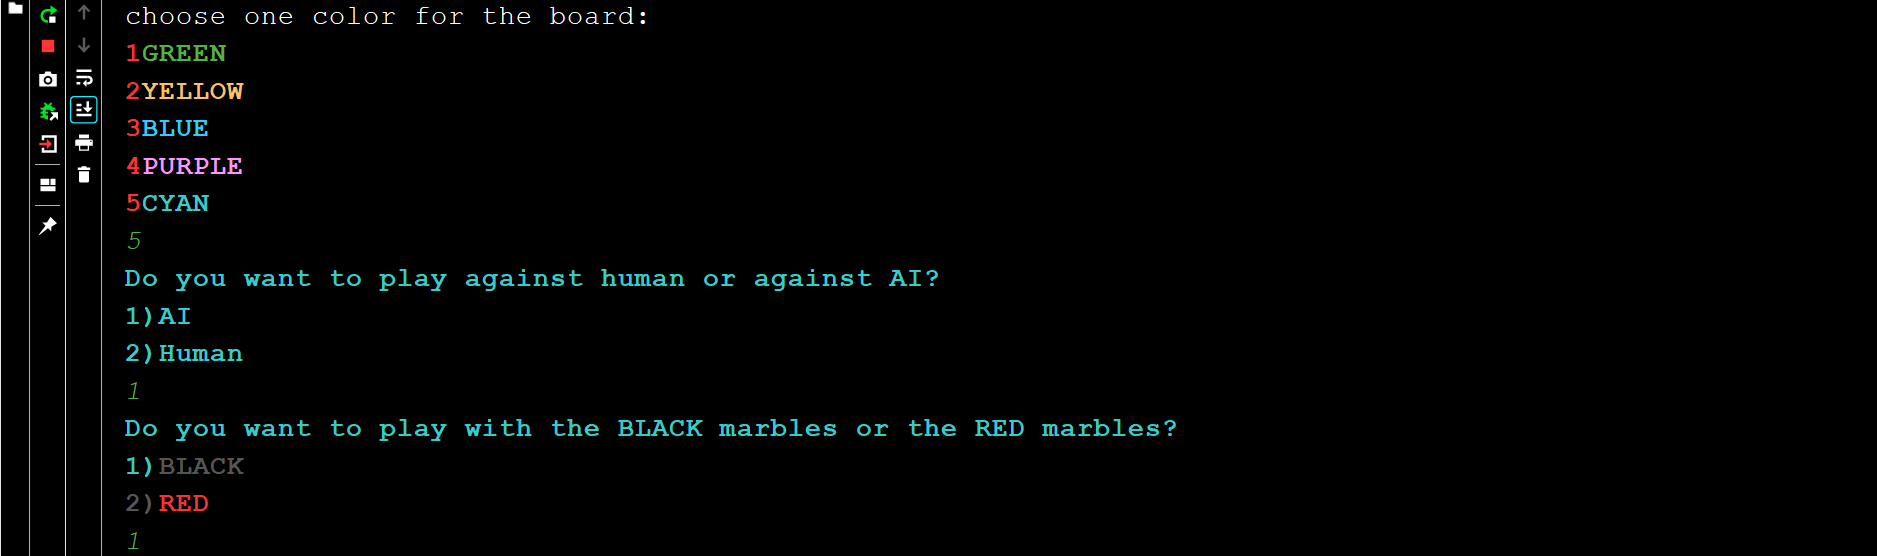 choose one color for the board:
1GREEN
2YELLOW
3BLUE
4PURPLE
5CYAN
5
Do you want to play against human or against AI?
1)AI
2)Human
1
Do you want to play with the BLACK marbles or the RED marbles?
1)BLACK
2)RED
1